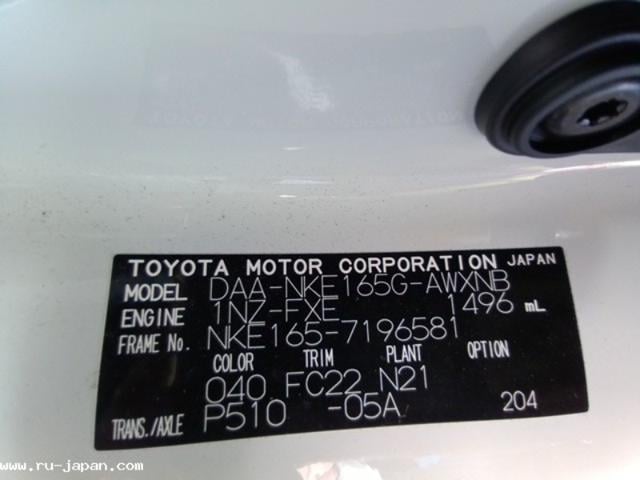 TOYOTA MOTOR CORPORATION JAPAN
MODEL DAA-NKE165G-AWXNB
ENGINE 1NZ-FXE 1496 mL
FRAME No. NKE165-7196581
COLOR TRIM PLANT OPTION
040 FC22 N21
TRANS./AXLE P510 -05A 204
www.ru-japan.com